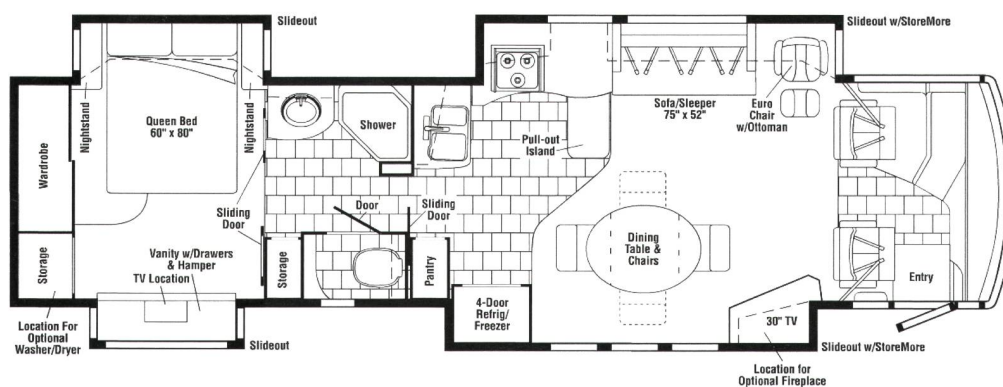 Slideout
Slideout w/StoreMore
Nightstand
Queen Bed
60" x 80"
Nightstand
Wardrobe
Shower
Sofa/Sleeper
75" x 52"
Euro
Chair
w/Ottoman
Pull-out
Island
Sliding
Door
Door
Sliding
Door
Dining
Table &
Chairs
Storage
Vanity w/Drawers
& Hamper
TV Location
Storage
Pantry
Entry
4-Door
Refrig/
Freezer
30" TV
Location For
Optional
Washer/Dryer
Slideout
Slideout w/StoreMore
Location for
Optional Fireplace